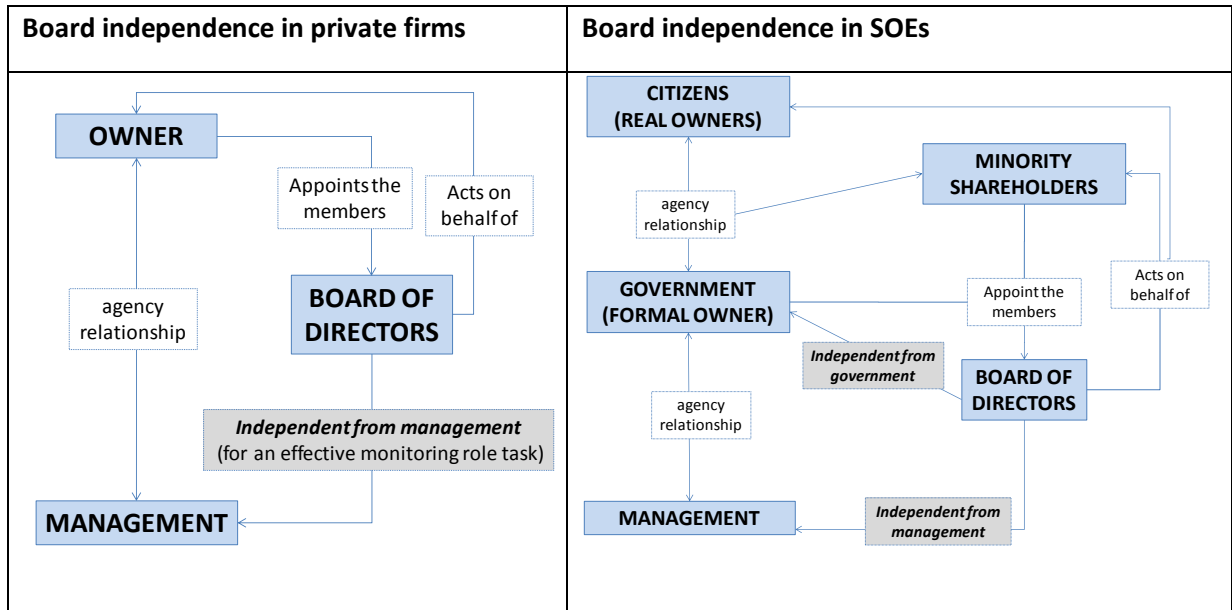 Board independence in private firms
OWNER
Appoints the
members
Acts on
behalf of
agency
relationship
BOARD OF
DIRECTORS
Independent from management
(for an effective monitoring role task)
MANAGEMENT
Board independence in SOEs
CITIZENS
(REAL OWNERS)
MINORITY
SHAREHOLDERS
agency
relationship
GOVERNMENT
(FORMAL OWNER)
Appoint the
members
Acts on
behalf of
Independent from
government
BOARD OF
DIRECTORS
agency
relationship
MANAGEMENT
Independent from
management